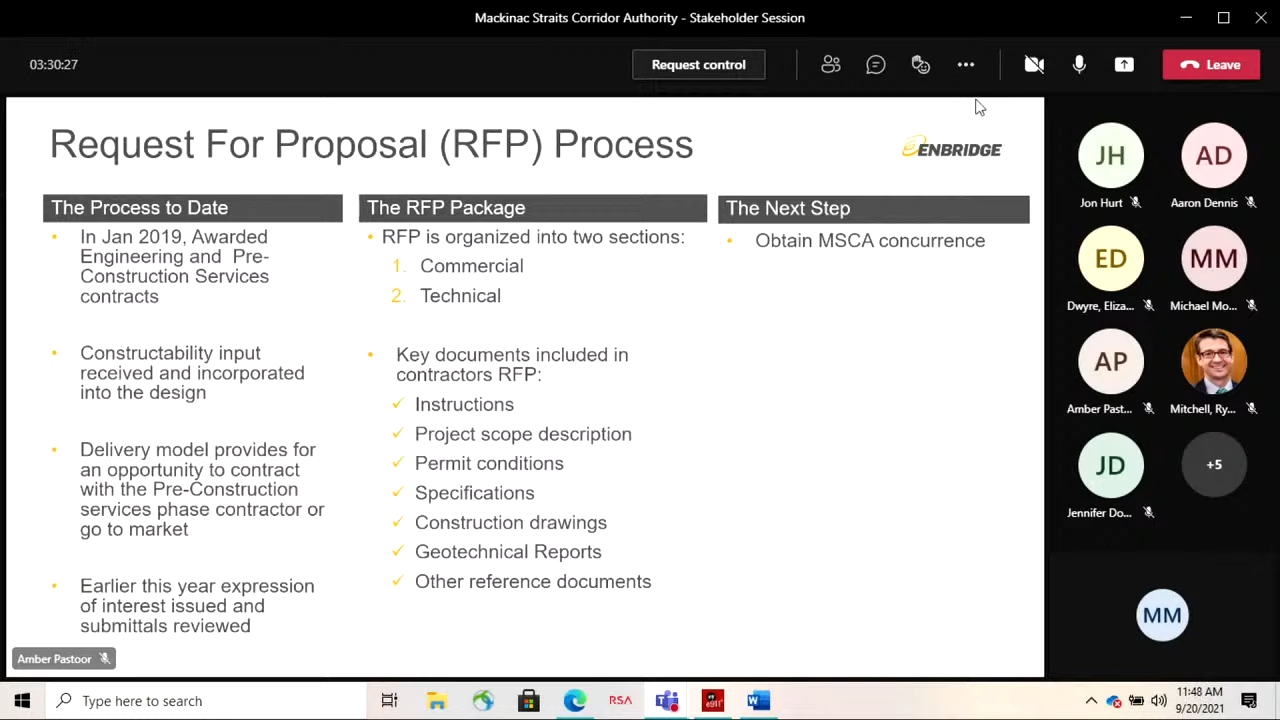 Mackinac Straits Corridor Authority - Stakeholder Session
03:30:27
Request control
Leave
Request For Proposal (RFP) Process
ENBRIDGE
The Process to Date
• In Jan 2019, Awarded
Engineering and Pre-
Construction Services
contracts
• Constructability input
received and incorporated
into the design
• Delivery model provides for
an opportunity to contract
with the Pre-Construction
services phase contractor or
go to market
• Earlier this year expression
of interest issued and
submittals reviewed
The RFP Package
• RFP is organized into two sections:
1. Commercial
2. Technical
• Key documents included in
contractors RFP:
✓ Instructions
✓ Project scope description
✓ Permit conditions
✓ Specifications
✓ Construction drawings
✓ Geotechnical Reports
✓ Other reference documents
The Next Step
• Obtain MSCA concurrence
JH
Jon Hurt
AD
Aaron Dennis
ED
Dwyre, Eliza...
MM
Michael Mo...
AP
Amber Past...
Mitchell, Ry...
JD
Jennifer Do...
+5
MM
Amber Pastoor
Type here to search
RSA
e911
11:48 AM
9/20/2021